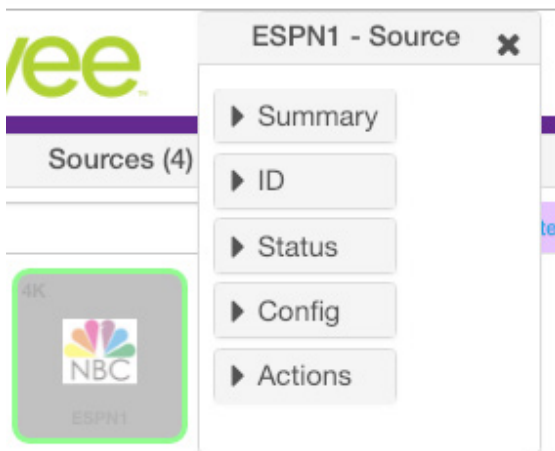 vee
ESPN1 - Source
Summary
Sources (4)
ID
Status
Config
Actions
4K
NBC
ESPN1